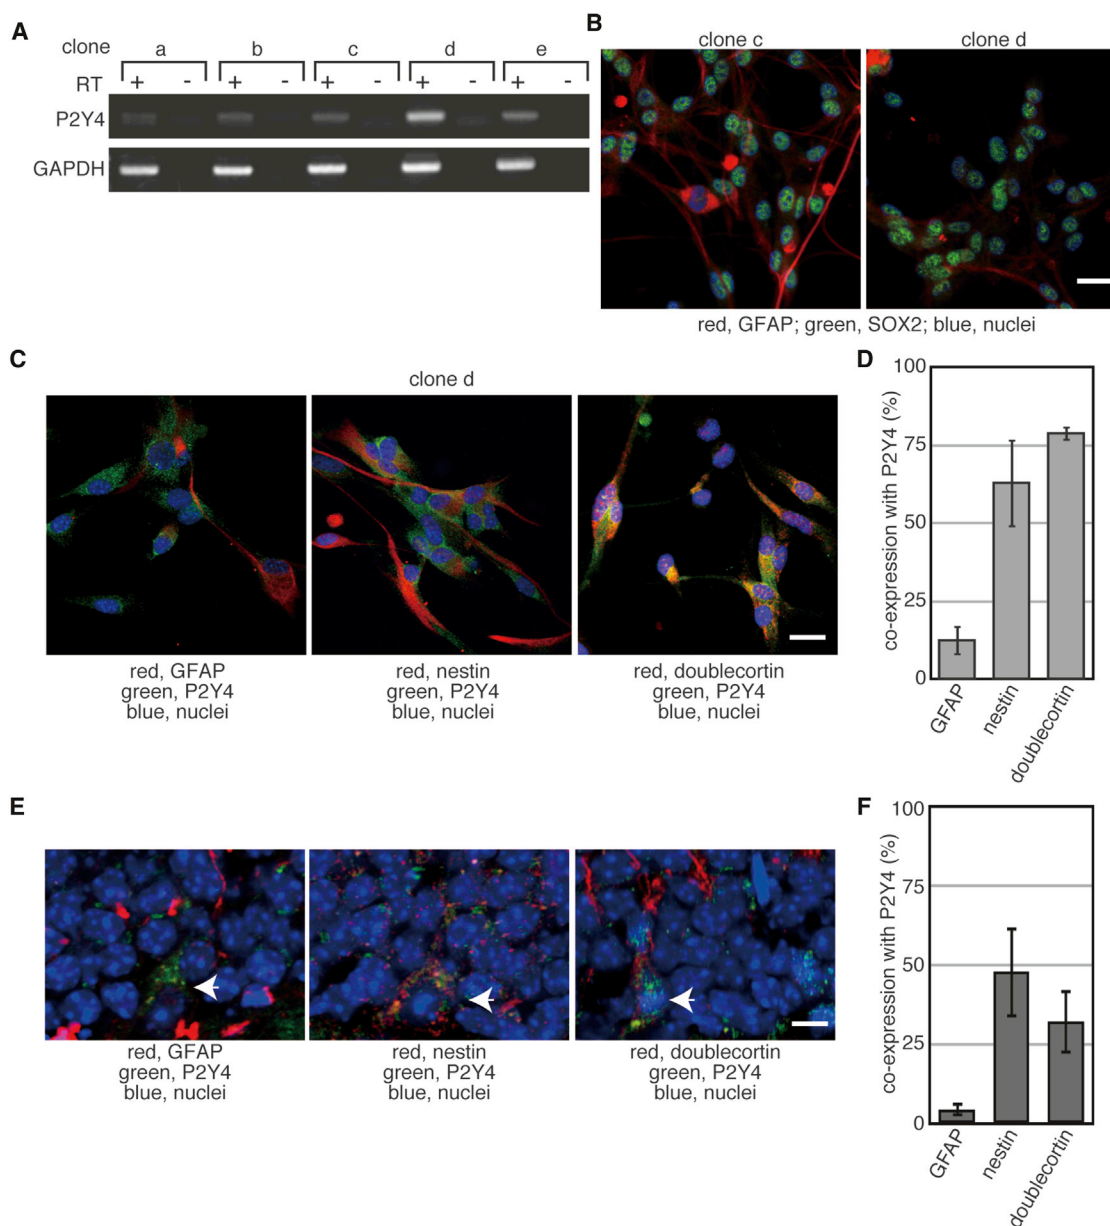 A
clone a b c d e
RT + - + - + - + - + -
P2Y4
GAPDH
B
clone c clone d
red, GFAP; green, SOX2; blue, nuclei
C
clone d
red, GFAP
green, P2Y4
blue, nuclei
red, nestin
green, P2Y4
blue, nuclei
red, doublecortin
green, P2Y4
blue, nuclei
D
co-expression with P2Y4 (%)
100
75
50
25
0
GFAP
nestin
doublecortin
E
red, GFAP
green, P2Y4
blue, nuclei
red, nestin
green, P2Y4
blue, nuclei
red, doublecortin
green, P2Y4
blue, nuclei
F
co-expression with P2Y4 (%)
100
75
50
25
0
GFAP
nestin
doublecortin